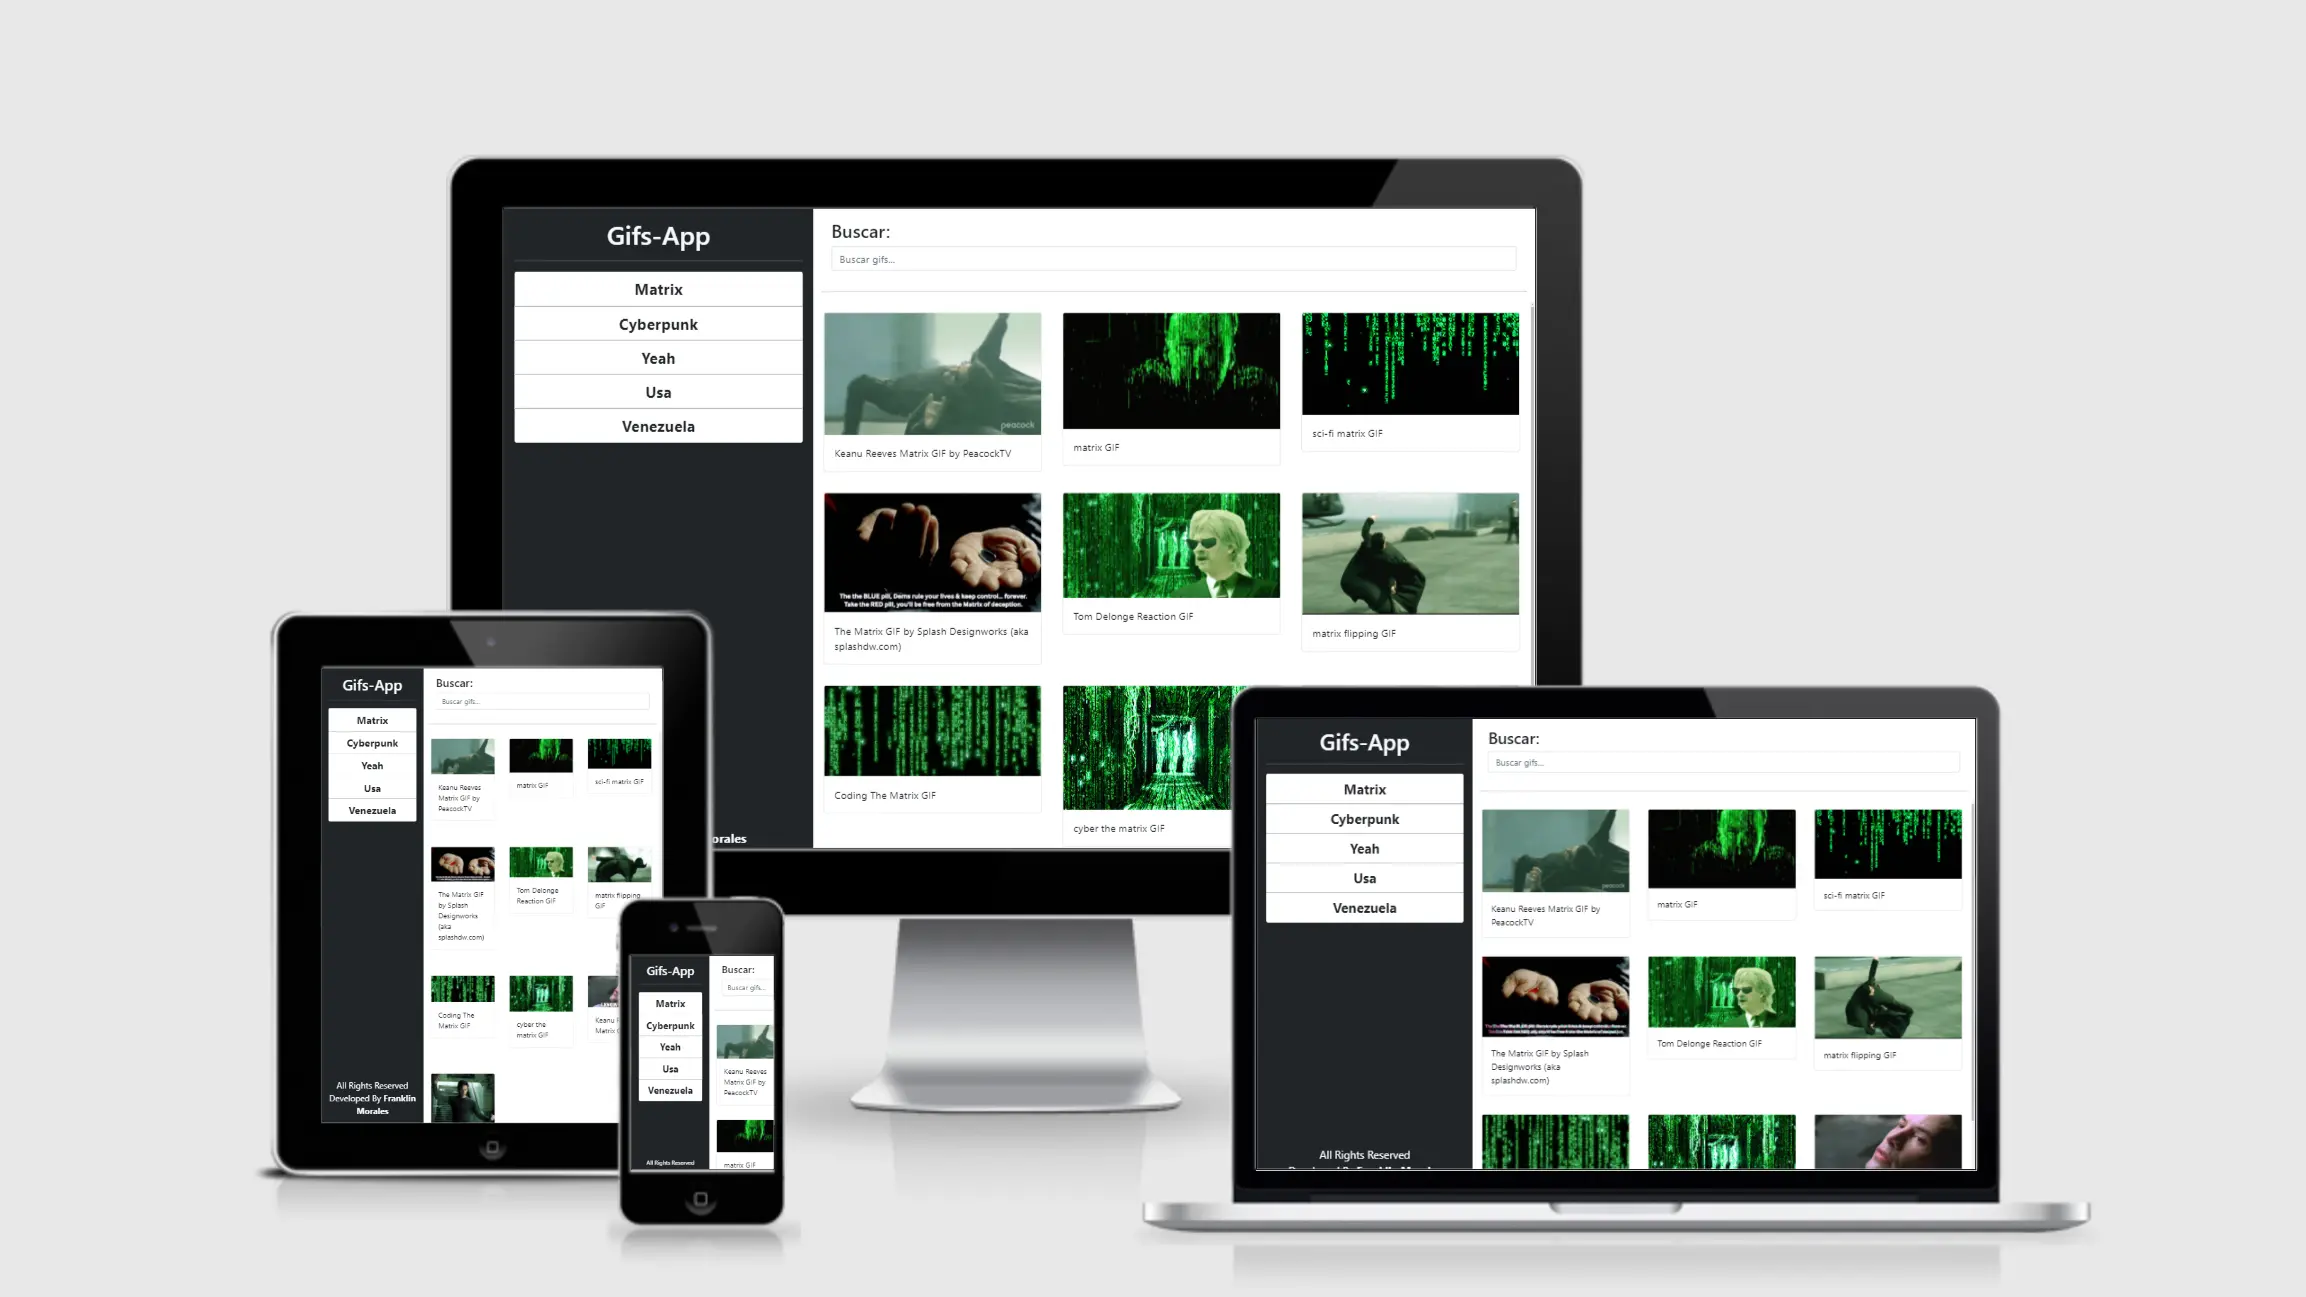 Gifs-App
Matrix
Cyberpunk
Yeah
Usa
Venezuela
orales
Buscar:
Buscar gifs...
peacock
Keanu Reeves Matrix GIF by PeacockTV
matrix GIF
sci-fi matrix GIF
The the BLUE pill, Dems rule your lives & keep control... forever.
Take the RED pill, you'll be free from the Matrix of deception.
The Matrix GIF by Splash Designworks (aka
splashdw.com)
Tom Delonge Reaction GIF
matrix flipping GIF
Coding The Matrix GIF
cyber the matrix GIF
Gifs-App
Matrix
Cyberpunk
Yeah
Usa
Venezuela
All Rights Reserved
Developed By Franklin
Morales
Buscar:
Buscar gifs...
Keanu Reeves
Matrix GIF by
PeacockTV
matrix GIF
sci-fi matrix GIF
The Matrix GIF
by Splash
Designworks
(aka
splashdw.com)
Tom Delonge
Reaction GIF
matrix flipping
GIF
Coding The
Matrix GIF
cyber the
matrix GIF
Keanu
Matrix
Gifs-App
Matrix
Cyberpunk
Yeah
Usa
Venezuela
All Rights Reserved
Buscar:
Buscar gifs...
Keanu Reeves
Matrix GIF by
PeacockTV
matrix GIF
Gifs-App
Matrix
Cyberpunk
Yeah
Usa
Venezuela
All Rights Reserved
Buscar:
Buscar gifs...
peacock
Keanu Reeves Matrix GIF by
PeacockTV
matrix GIF
sci-fi matrix GIF
The Matrix GIF by Splash
Designworks (aka
splashdw.com)
Tom Delonge Reaction GIF
matrix flipping GIF